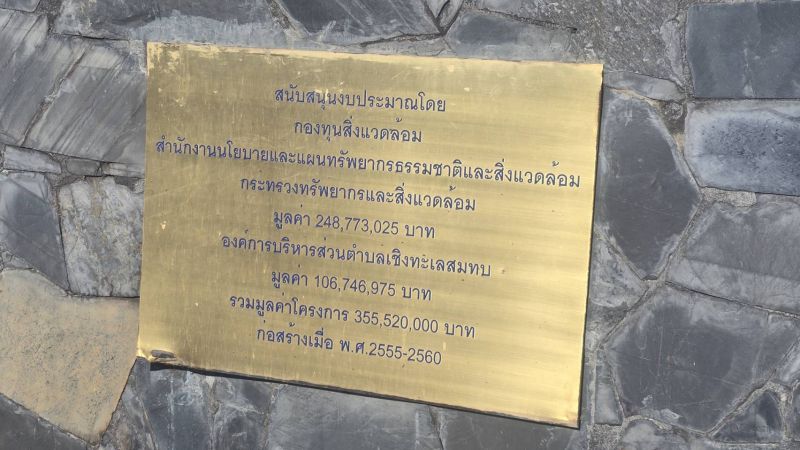 สนับสนุนงบประมาณโดย
กองทุนสิ่งแวดล้อม
สำนักงานนโยบายและแผนทรัพยากรธรรมชาติและสิ่งแวดล้อม
กระทรวงทรัพยากรและสิ่งแวดล้อม
มูลค่า 248,773,025 บาท
องค์การบริหารส่วนตำบลเชิงทะเลสมทบ
มูลค่า 106,746,975 บาท
รวมมูลค่าโครงการ 355,520,000 บาท
ก่อสร้างเมื่อ พ.ศ.2555-2560